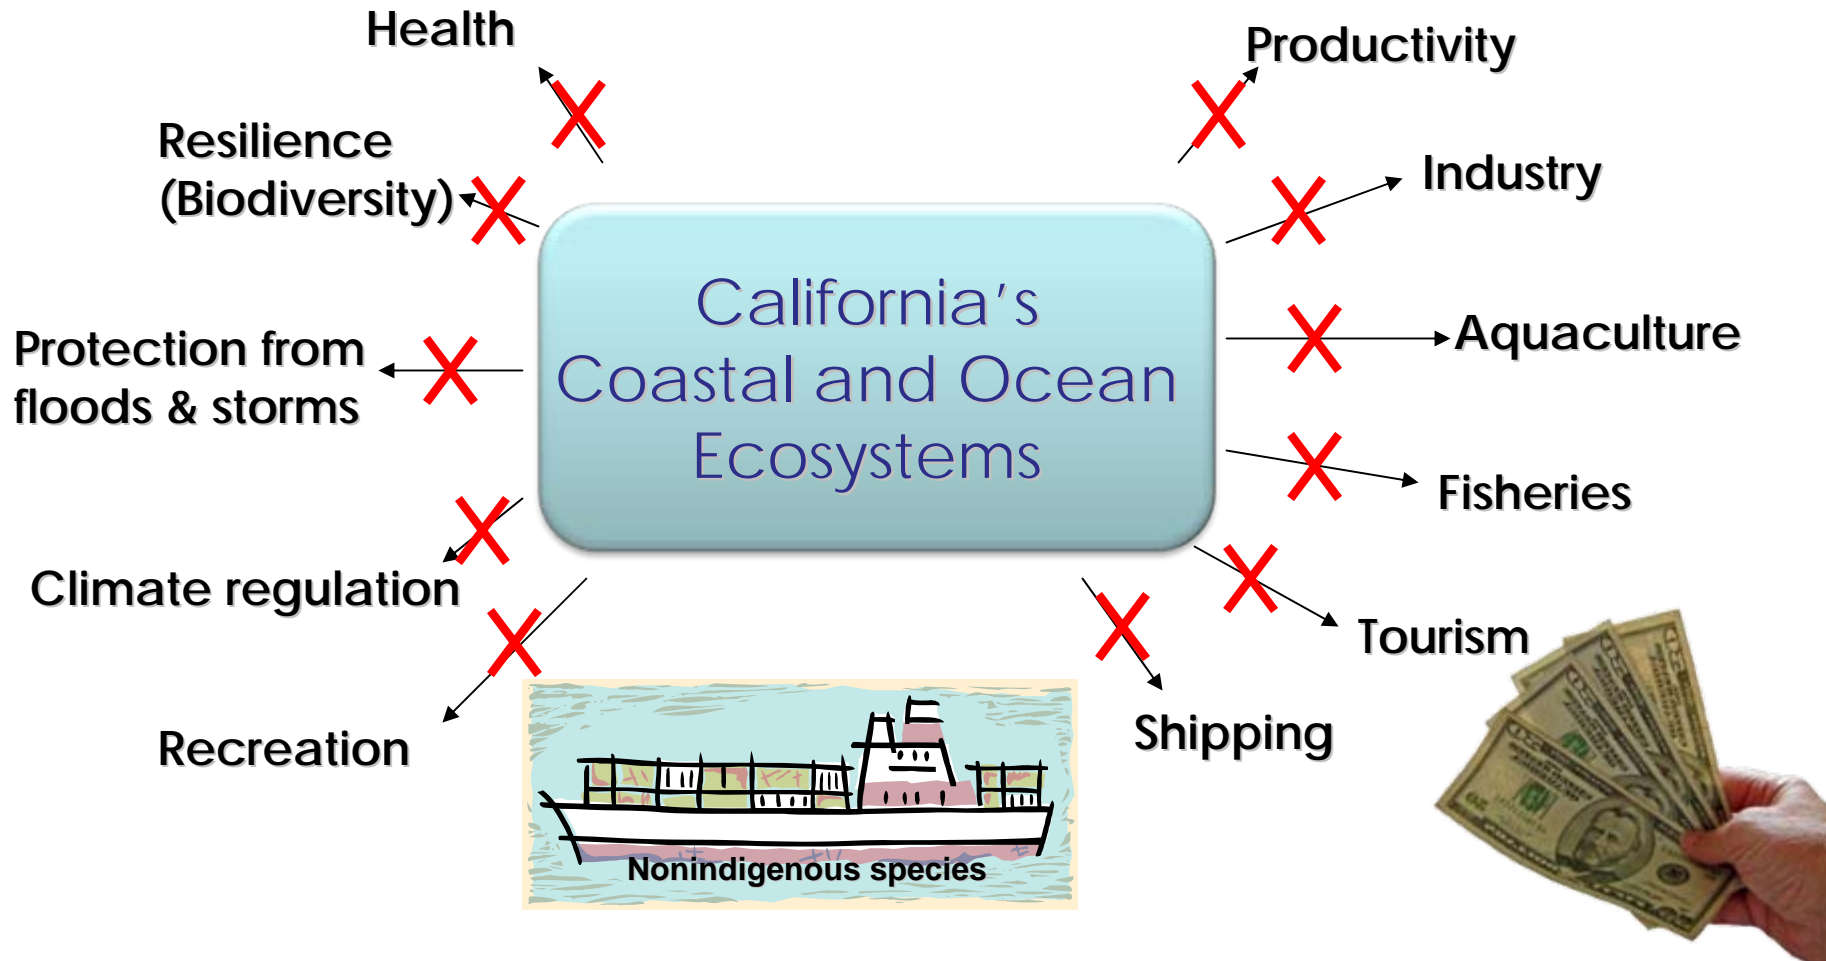 Health
Productivity
Resilience
(Biodiversity)
Industry
California's
Coastal and Ocean
Ecosystems
Protection from
floods & storms
Aquaculture
Fisheries
Climate regulation
Tourism
Recreation
Shipping
Nonindigenous species